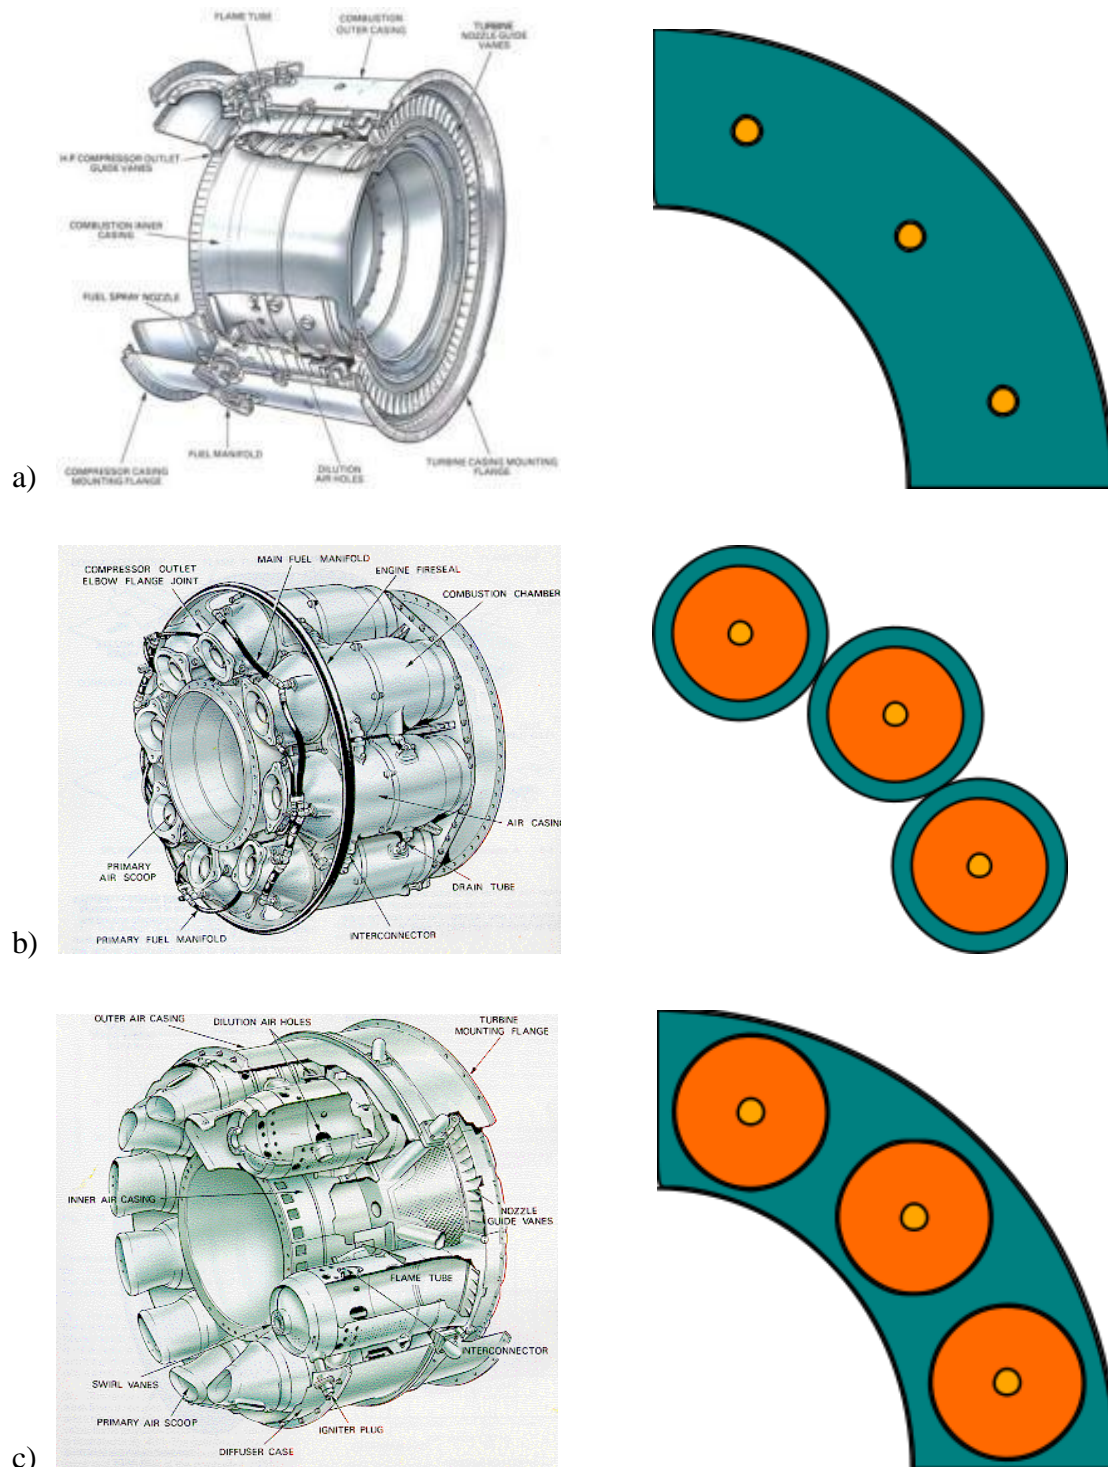 FLAME TUBE
COMBUSTION
OUTER CASING
TURBINE
NOZZLE GUIDE
VANES
H.P COMPRESSOR OUTLET
GUIDE VANES
COMBUSTION INNER
CASING
FUEL SPRAY NOZZLE
FUEL MANIFOLD
COMPRESSOR CASING
MOUNTING FLANGE
DILUTION
AIR HOLES
TURBINE CASING MOUNTING
FLANGE
a)
MAIN FUEL MANIFOLD
COMPRESSOR OUTLET
ELBOW FLANGE JOINT
ENGINE FIRESEAL
COMBUSTION CHAMBER
AIR CASING
PRIMARY
AIR SCOOP
DRAIN TUBE
PRIMARY FUEL MANIFOLD
INTERCONNECTOR
b)
OUTER AIR CASING
DILUTION AIR HOLES
TURBINE
MOUNTING FLANGE
INNER AIR CASING
NOZZLE
GUIDE VANES
FLAME TUBE
INTERCONNECTOR
SWIRL VANES
PRIMARY AIR SCOOP
IGNITER PLUG
DIFFUSER CASE
c)